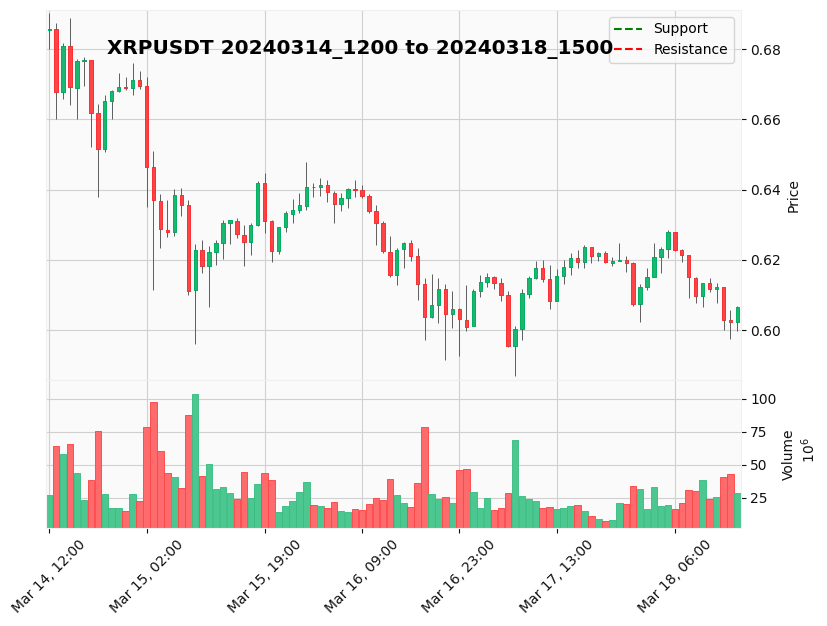 XRPUSDT 20240314_1200 to 20240318_1500
Support
Resistance
0.68
0.66
0.64
0.62
0.60
Price
100
75
50
25
Volume
10^6
Mar 14, 12:00
Mar 15, 02:00
Mar 15, 19:00
Mar 16, 09:00
Mar 16, 23:00
Mar 17, 13:00
Mar 18, 06:00